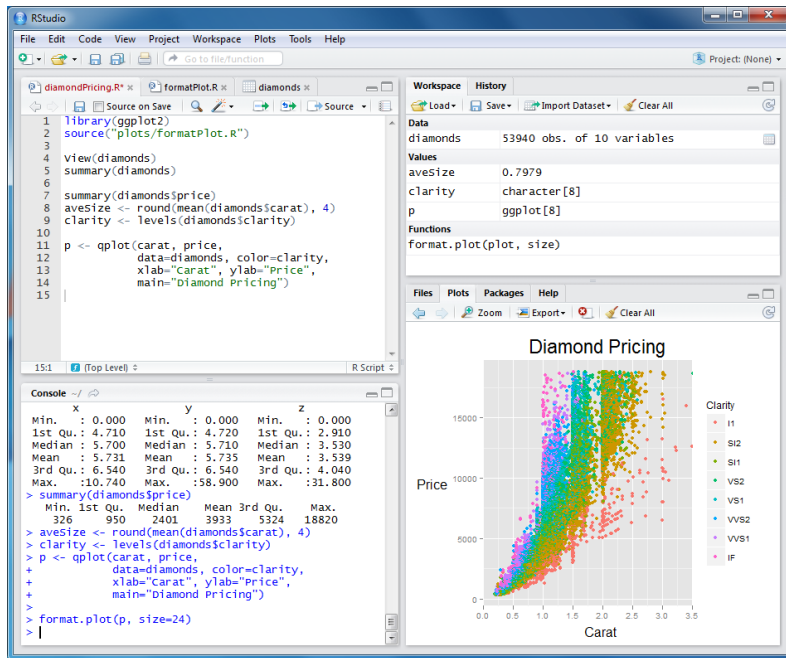 RStudio
File Edit Code View Project Workspace Plots Tools Help
Go to file/function
Project: (None)
diamondPricing.R*
formatPlot.R
diamonds
Source on Save
Source
1 library(ggplot2)
2 source("plots/formatPlot.R")
3
4 View(diamonds)
5 summary(diamonds)
6
7 summary(diamonds$price)
8 aveSize <- round(mean(diamonds$carat), 4)
9 clarity <- levels(diamonds$clarity)
10
11 p <- qplot(carat, price,
12 data=diamonds, color=clarity,
13 xlab="Carat", ylab="Price",
14 main="Diamond Pricing")
15
15:1 (Top Level) R Script
Console ~/
x y z
Min. : 0.000 Min. : 0.000 Min. : 0.000
1st Qu.: 4.710 1st Qu.: 4.720 1st Qu.: 2.910
Median : 5.700 Median : 5.710 Median : 3.530
Mean : 5.731 Mean : 5.735 Mean : 3.539
3rd Qu.: 6.540 3rd Qu.: 6.540 3rd Qu.: 4.040
Max. :10.740 Max. :58.900 Max. :31.800
> summary(diamonds$price)
Min. 1st Qu. Median Mean 3rd Qu. Max.
326 950 2401 3933 5324 18820
> aveSize <- round(mean(diamonds$carat), 4)
> clarity <- levels(diamonds$clarity)
> p <- qplot(carat, price,
+ data=diamonds, color=clarity,
+ xlab="Carat", ylab="Price",
+ main="Diamond Pricing")
>
> format.plot(p, size=24)
>
Workspace History
Load Save Import Dataset Clear All
Data
diamonds 53940 obs. of 10 variables
Values
aveSize 0.7979
clarity character[8]
p ggplot[8]
Functions
format.plot(plot, size)
Files Plots Packages Help
Zoom Export Clear All
Diamond Pricing
Price
15000
10000
5000
0
0.0 0.5 1.0 1.5 2.0 2.5 3.0 3.5
Carat
Clarity
I1
SI2
SI1
VS2
VS1
VVS2
VVS1
IF